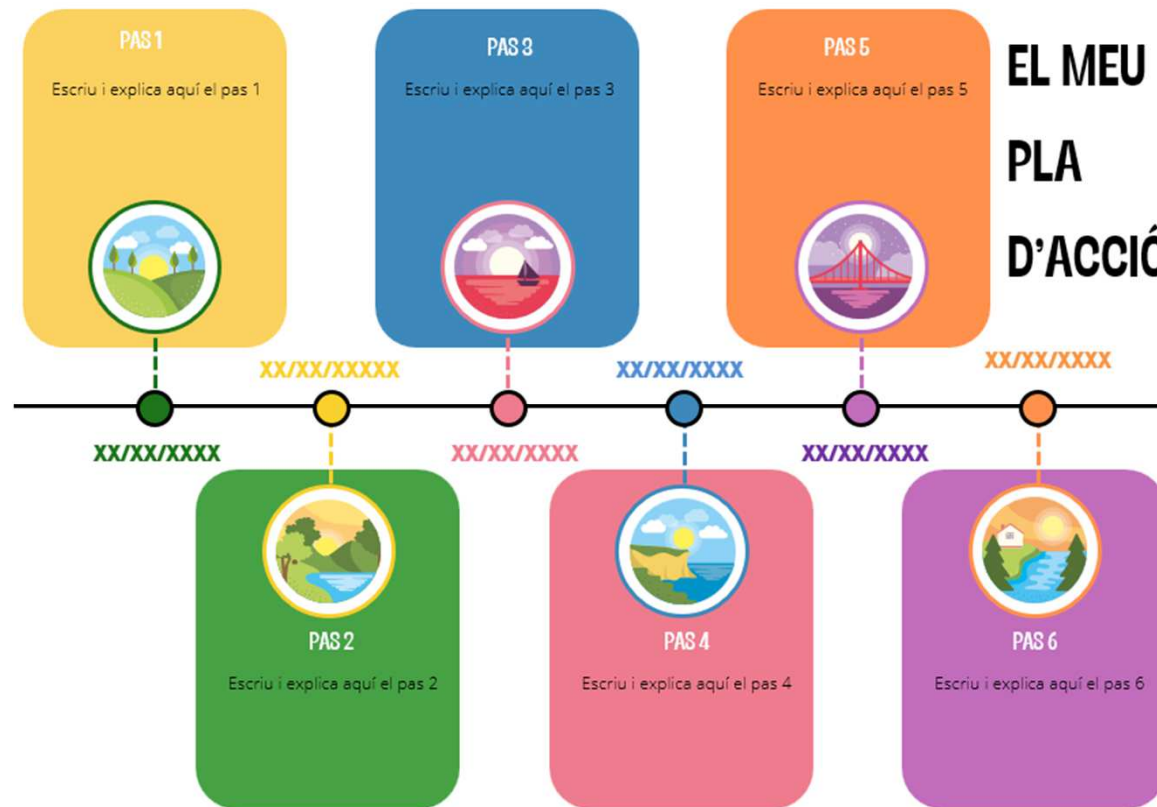 PAS 1
Escriu i explica aquí el pas 1
PAS 3
Escriu i explica aquí el pas 3
PAS 5
Escriu i explica aquí el pas 5
EL MEU
PLA
D'ACCIÓ
XX/XX/XXXXX
XX/XX/XXXX
XX/XX/XXXX
XX/XX/XXXX
XX/XX/XXXX
XX/XX/XXXX
PAS 2
Escriu i explica aquí el pas 2
PAS 4
Escriu i explica aquí el pas 4
PAS 6
Escriu i explica aquí el pas 6